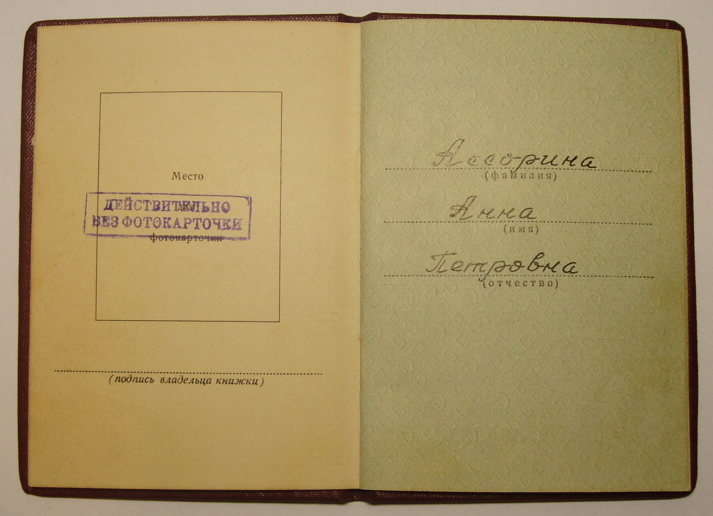 Место
ДЕЙСТВИТЕЛЬНО
БЕЗ ФОТОКАРТОЧКИ
фотокарточки
(подпись владельца книжки)
Ассорина
(фамилия)
Анна
(имя)
Петровна
(отчество)